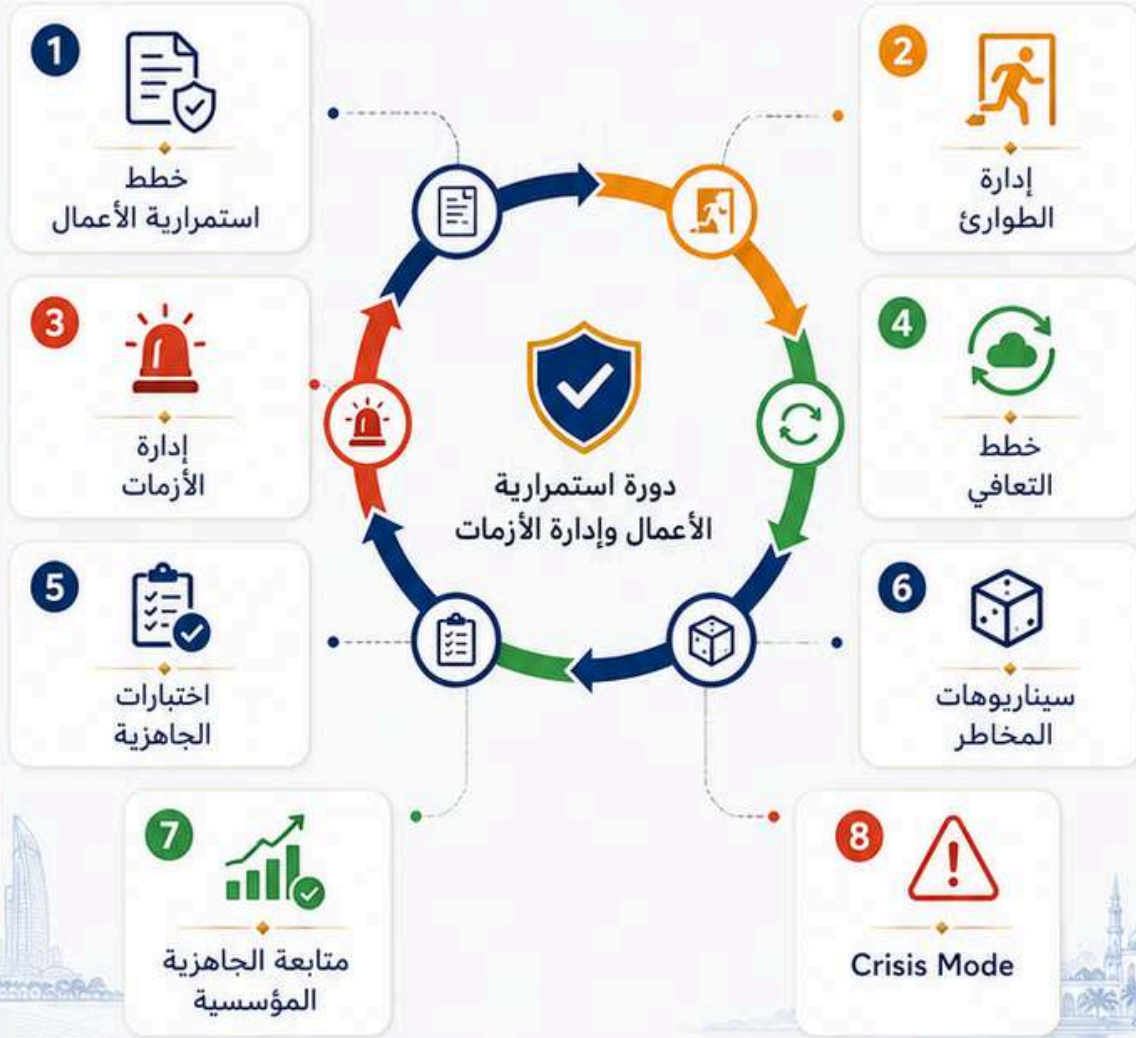 1
خطط
استمرارية الأعمال
2
إدارة
الطوارئ
3
إدارة
الأزمات
4
خطط
التعافي
دورة استمرارية
الأعمال وإدارة الأزمات
5
اختبارات
الجاهزية
6
سيناريوهات
المخاطر
7
متابعة الجاهزية
المؤسسية
8
Crisis Mode